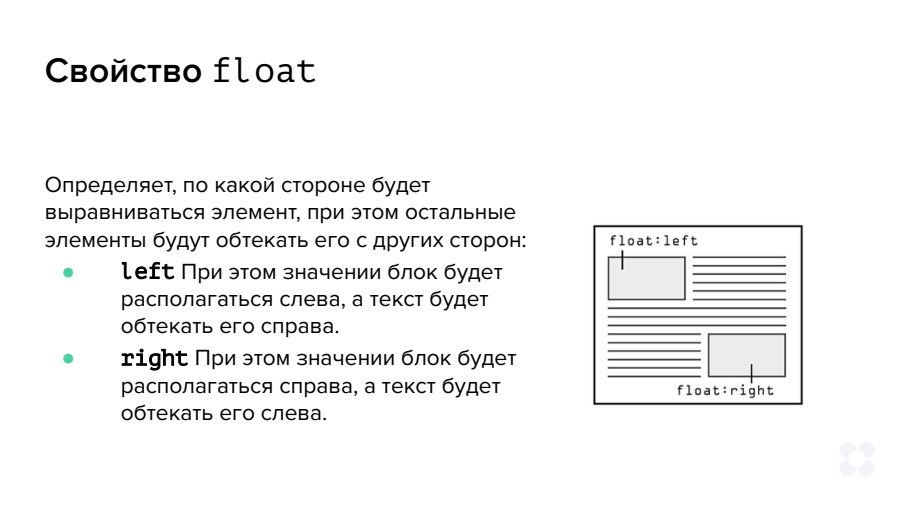 Свойство float
Определяет, по какой стороне будет
выравниваться элемент, при этом остальные
элементы будут обтекать его с других сторон:
● left При этом значении блок будет
располагаться слева, а текст будет
обтекать его справа.
● right При этом значении блок будет
располагаться справа, а текст будет
обтекать его слева.
float:left
float:right